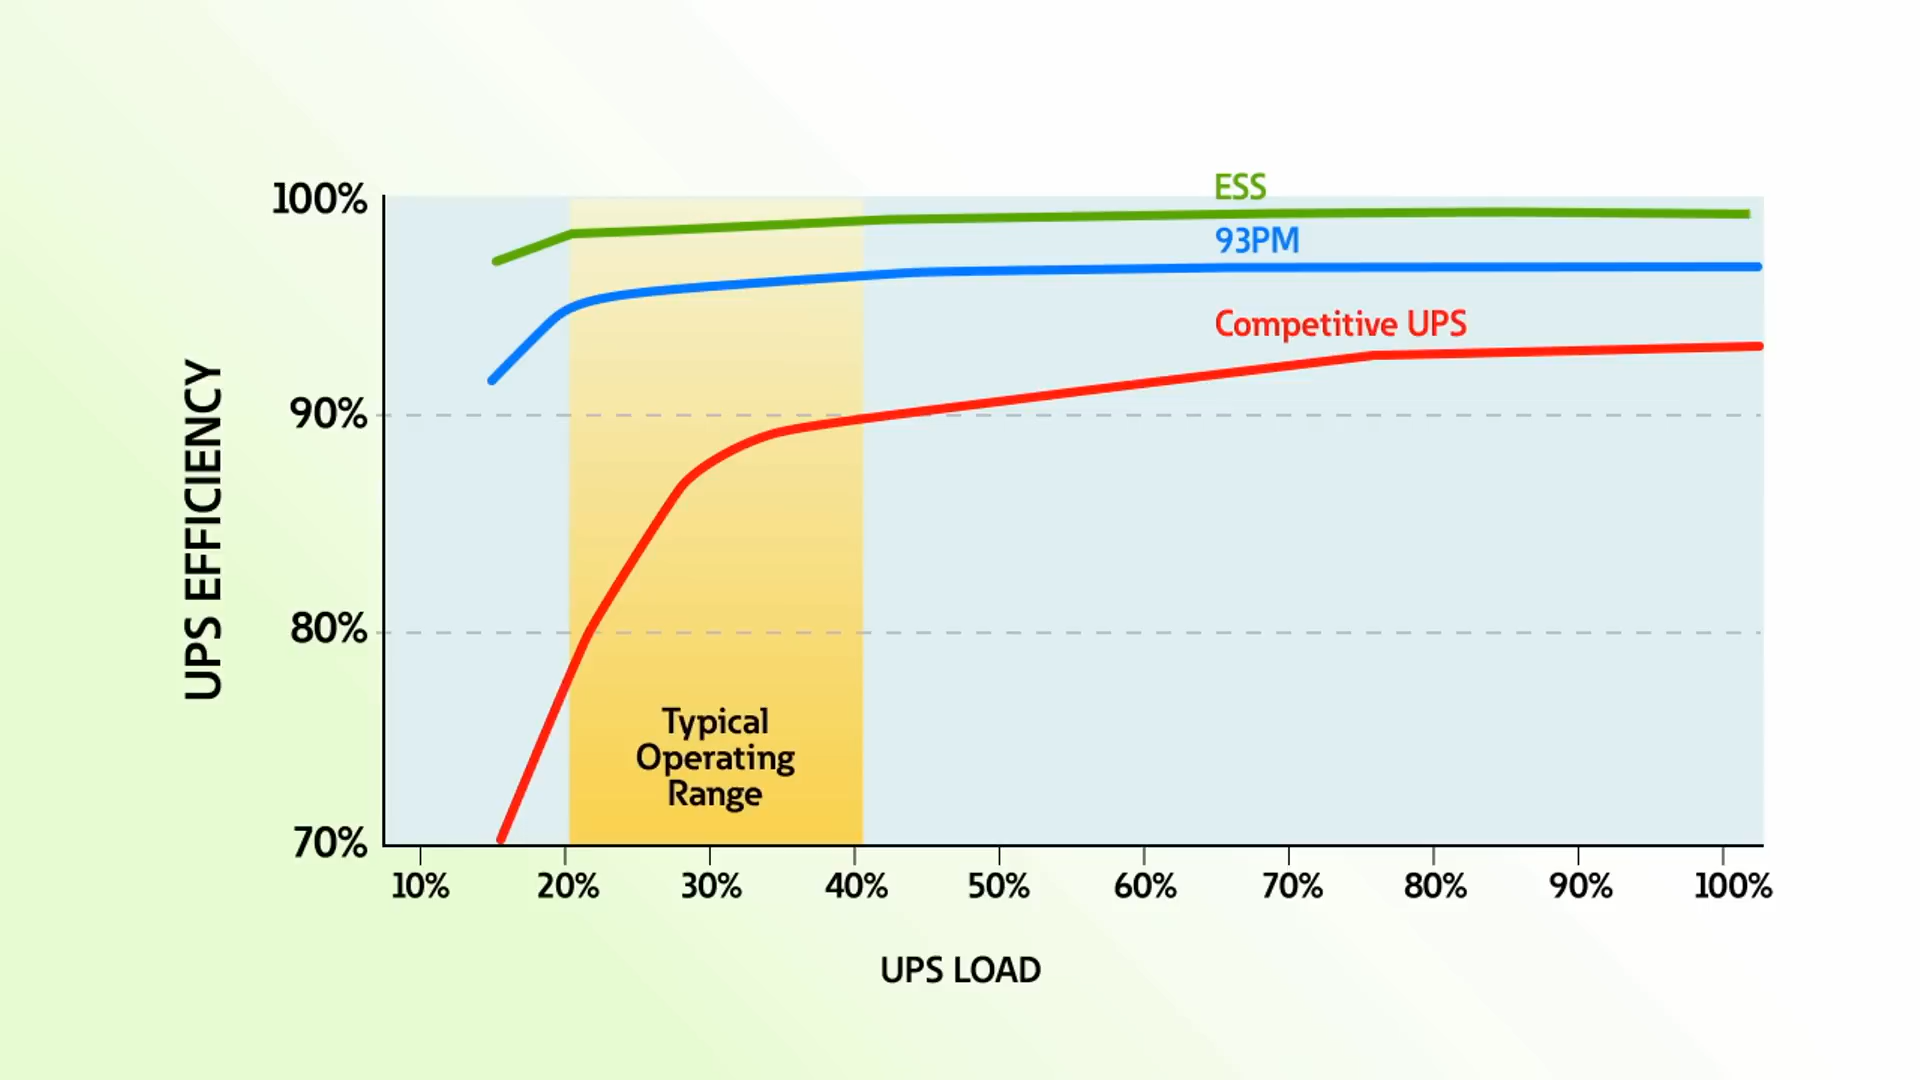 ESS
93PM
Competitive UPS
100%
90%
80%
70%
UPS EFFICIENCY
Typical
Operating
Range
10% 20% 30% 40% 50% 60% 70% 80% 90% 100%
UPS LOAD